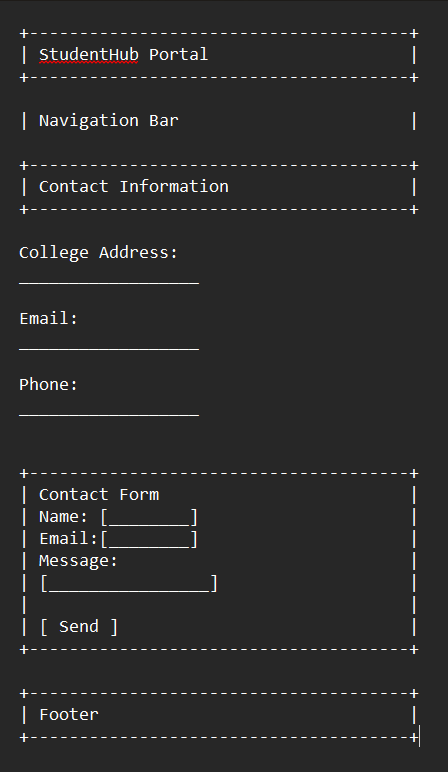 +--------------------------------------+
| StudentHub Portal                    |
+--------------------------------------+
| Navigation Bar                       |
+--------------------------------------+
| Contact Information                  |
+--------------------------------------+
College Address:
__________________
Email:
__________________
Phone:
__________________
+--------------------------------------+
| Contact Form                         |
| Name: [________]                     |
| Email:[________]                     |
| Message:                             |
| [________________]                   |
|                                      |
| [ Send ]                             |
+--------------------------------------+
+--------------------------------------+
| Footer                               |
+--------------------------------------+